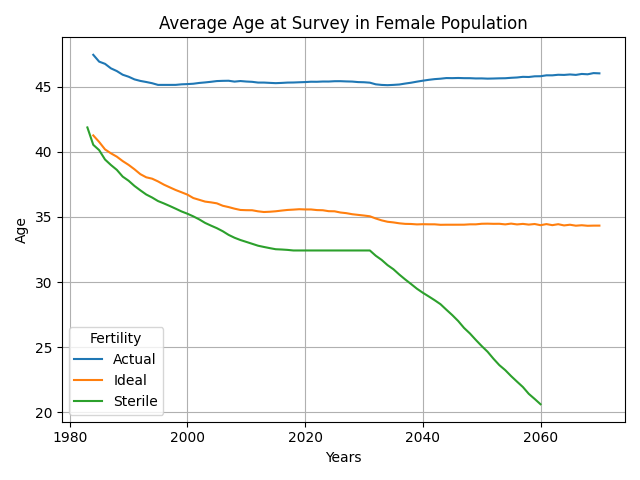 Average Age at Survey in Female Population
Age
45
40
35
30
25
20
Fertility
Actual
Ideal
Sterile
1980
2000
2020
2040
2060
Years